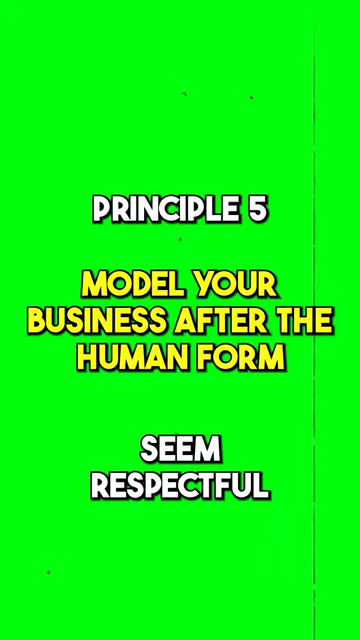 PRINCIPLE 5
MODEL YOUR
BUSINESS AFTER THE
HUMAN FORM
SEEM
RESPECTFUL